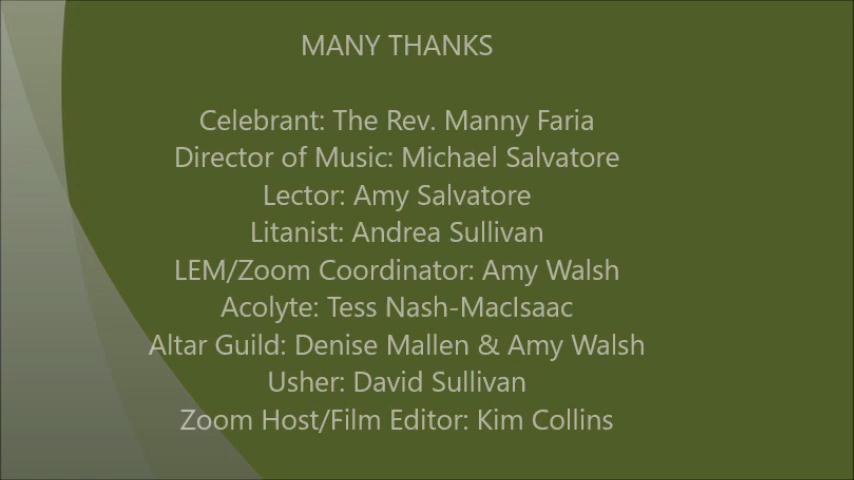 MANY THANKS
Celebrant: The Rev. Manny Faria
Director of Music: Michael Salvatore
Lector: Amy Salvatore
Litanist: Andrea Sullivan
LEM/Zoom Coordinator: Amy Walsh
Acolyte: Tess Nash-MacIsaac
Altar Guild: Denise Mallen & Amy Walsh
Usher: David Sullivan
Zoom Host/Film Editor: Kim Collins